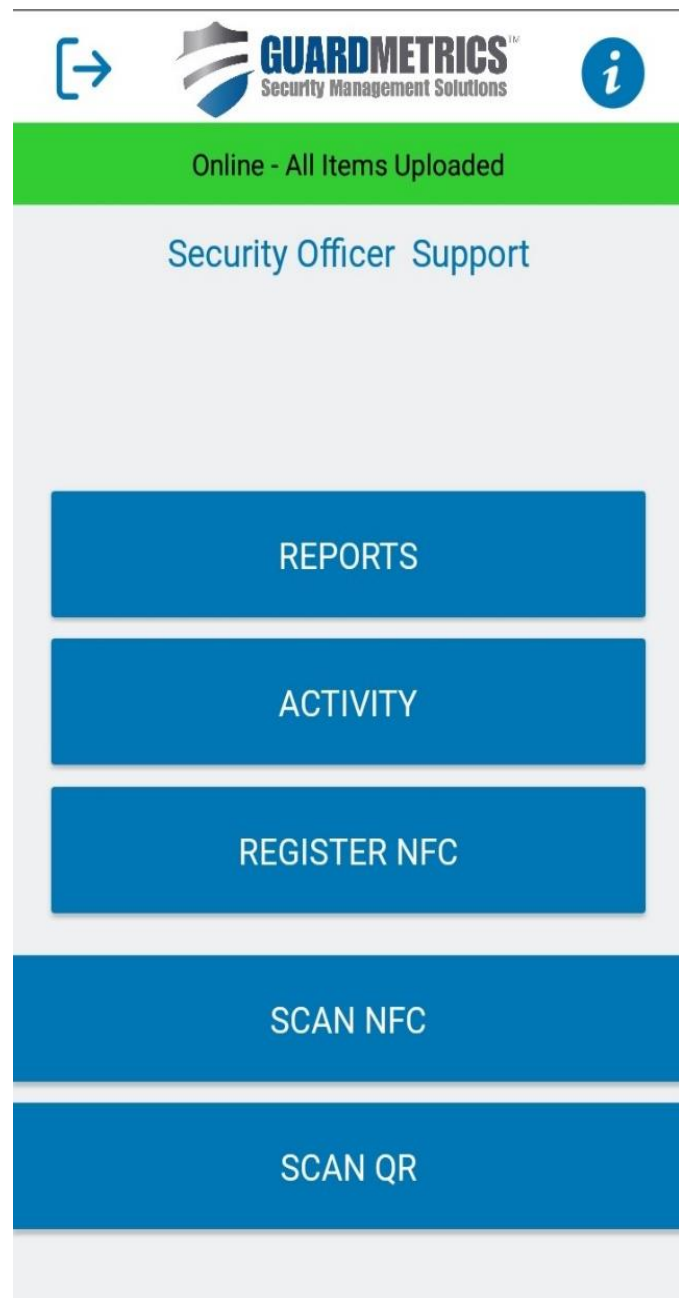 GUARDMETRICS™
Security Management Solutions
i
Online - All Items Uploaded
Security Officer Support
REPORTS
ACTIVITY
REGISTER NFC
SCAN NFC
SCAN QR